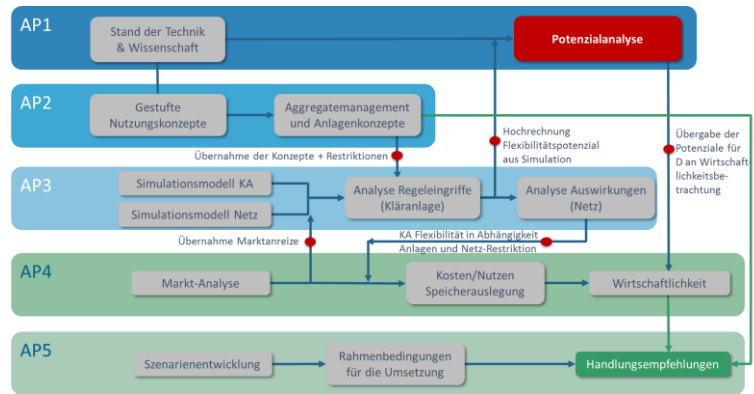 AP1
Stand der Technik
& Wissenschaft
Potenzialanalyse
AP2
Gestufte
Nutzungskonzepte
Aggregatemanagement
und Anlagenkonzepte
Hochrechnung
Flexibilitätspotenzial
aus Simulation
Übergabe der
Potenziale für
D an Wirtschaft-
lichkeitsbe-
trachtung
Übernahme der Konzepte + Restriktionen
AP3
Simulationsmodell KA
Simulationsmodell Netz
Analyse Regeleingriffe
(Kläranlage)
Analyse Auswirkungen
(Netz)
Übernahme Marktanreize
KA Flexibilität in Abhängigkeit
Anlagen und Netz-Restriktion
AP4
Markt-Analyse
Kosten/Nutzen
Speicherauslegung
Wirtschaftlichkeit
AP5
Szenarienentwicklung
Rahmenbedingungen
für die Umsetzung
Handlungsempfehlungen